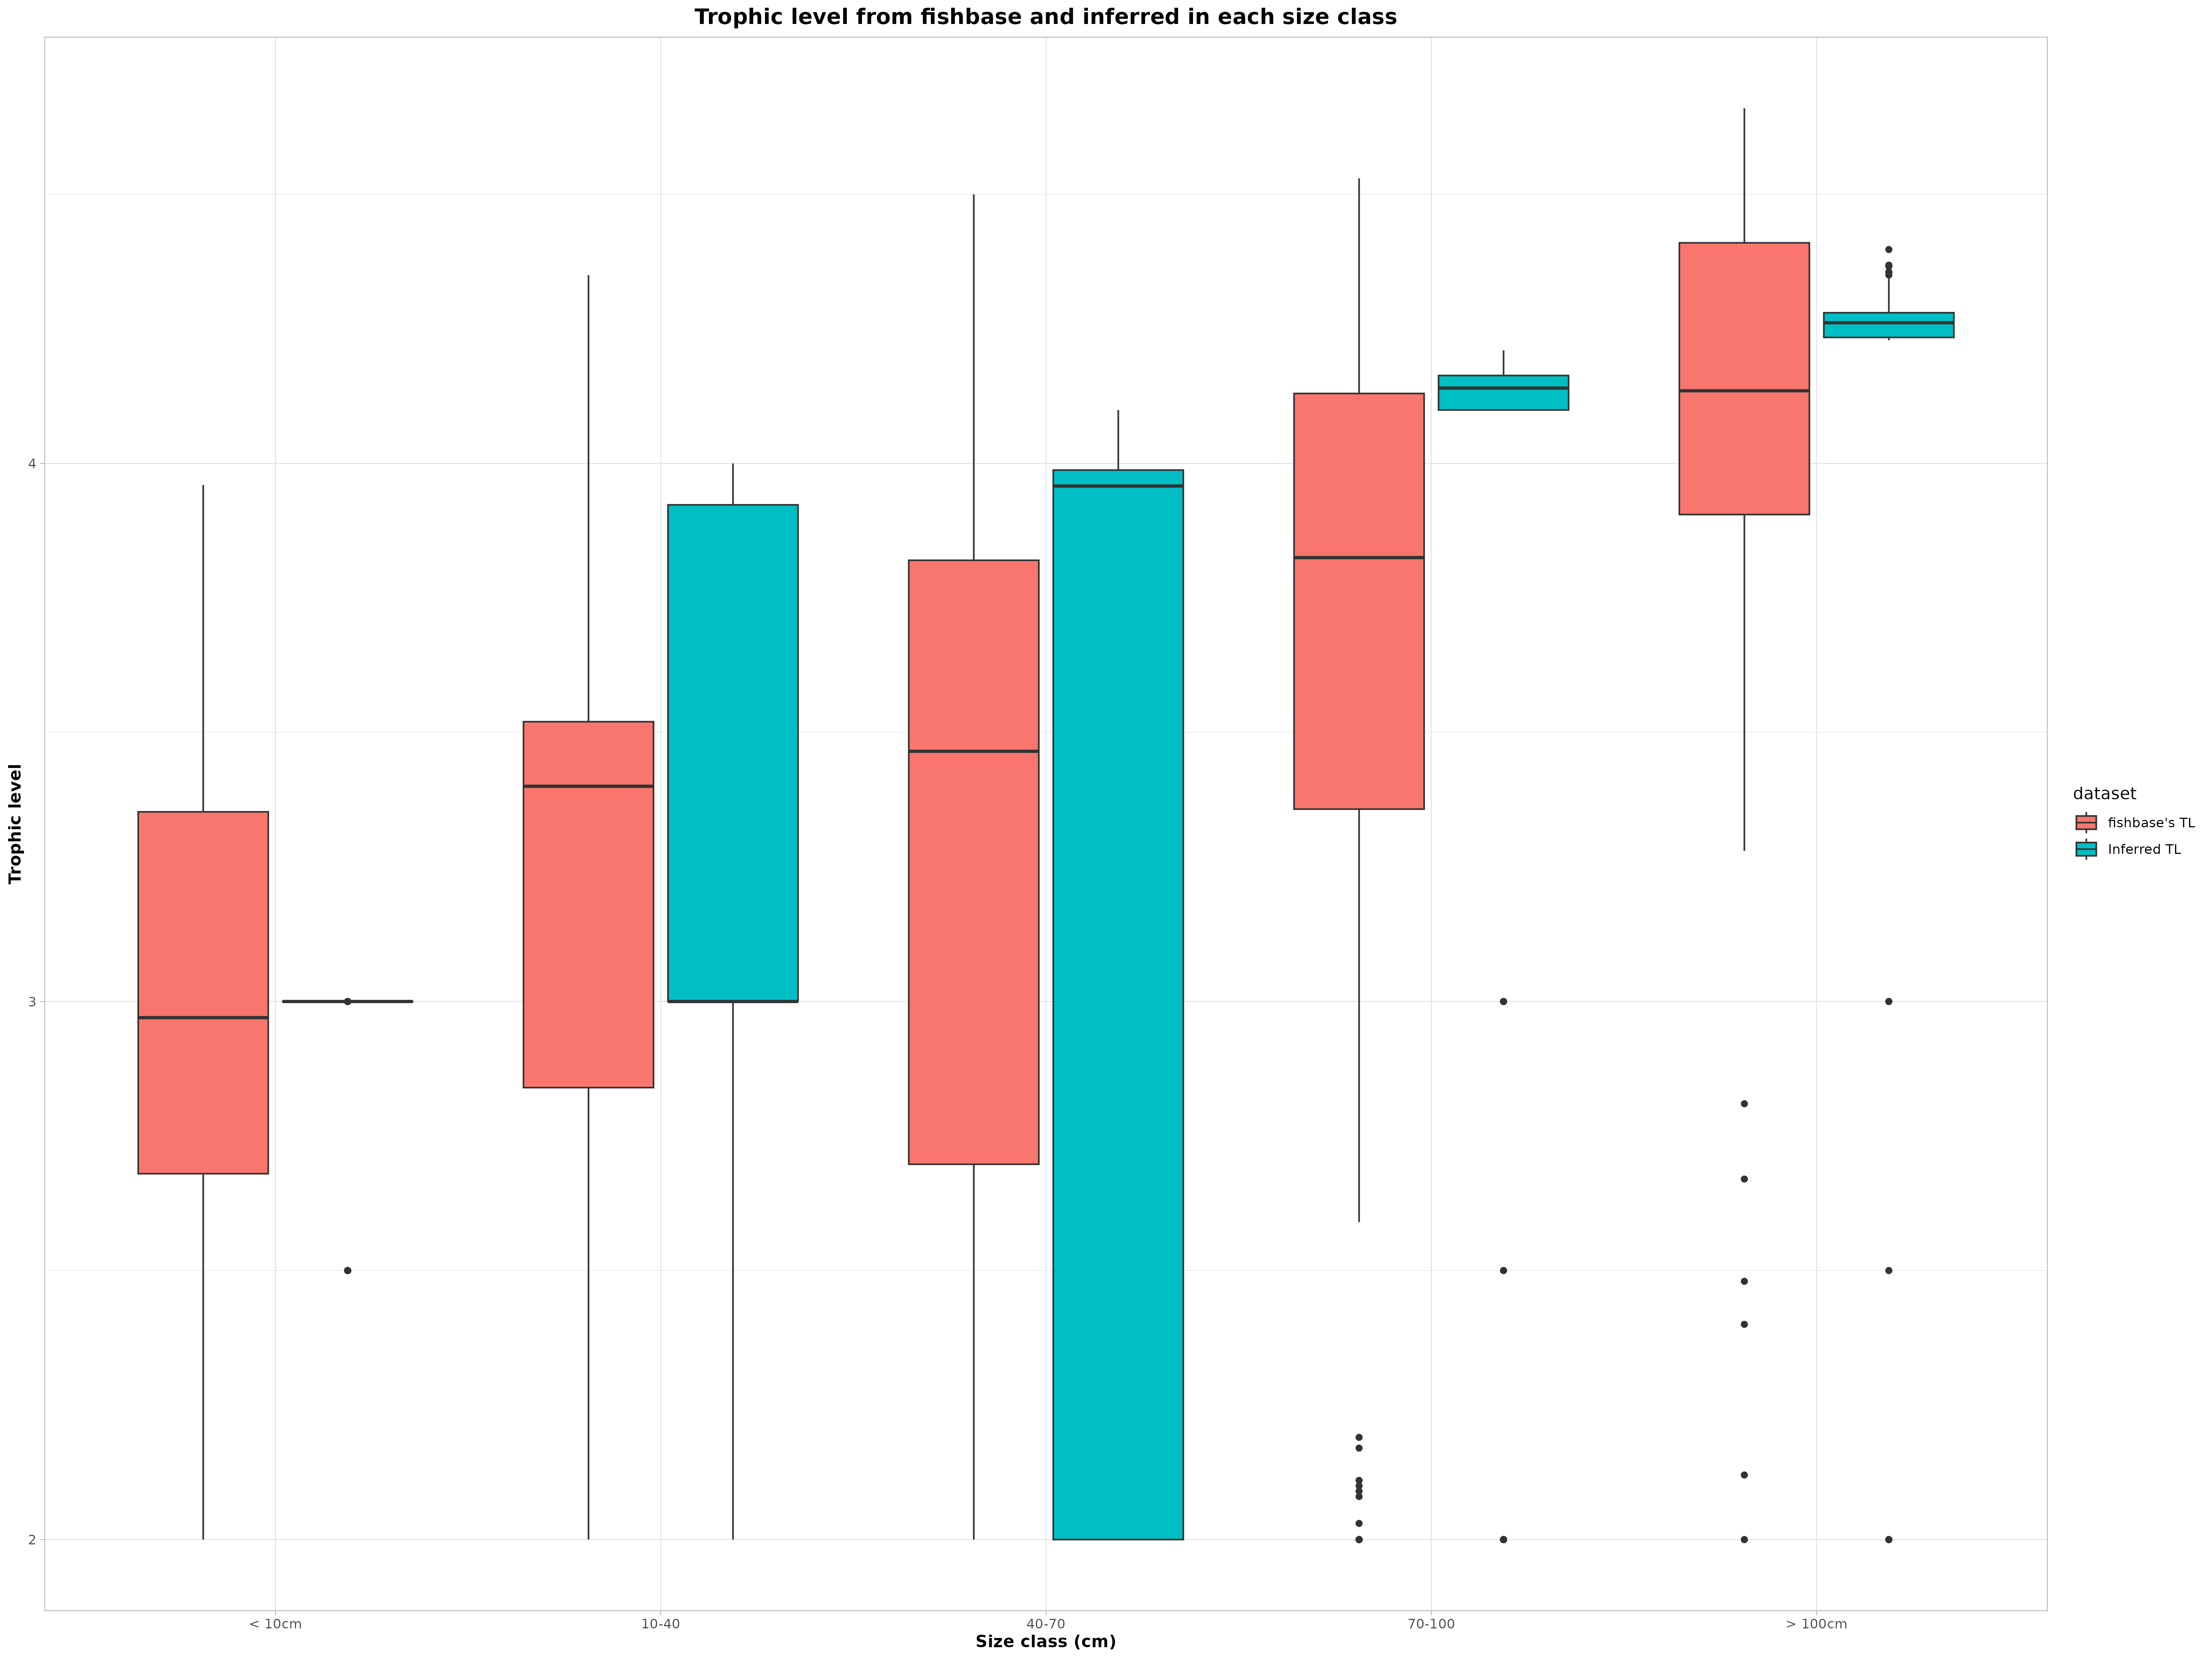 Trophic level from fishbase and inferred in each size class
Trophic level
4
3
2
< 10cm
10-40
40-70
70-100
> 100cm
Size class (cm)
dataset
fishbase's TL
Inferred TL